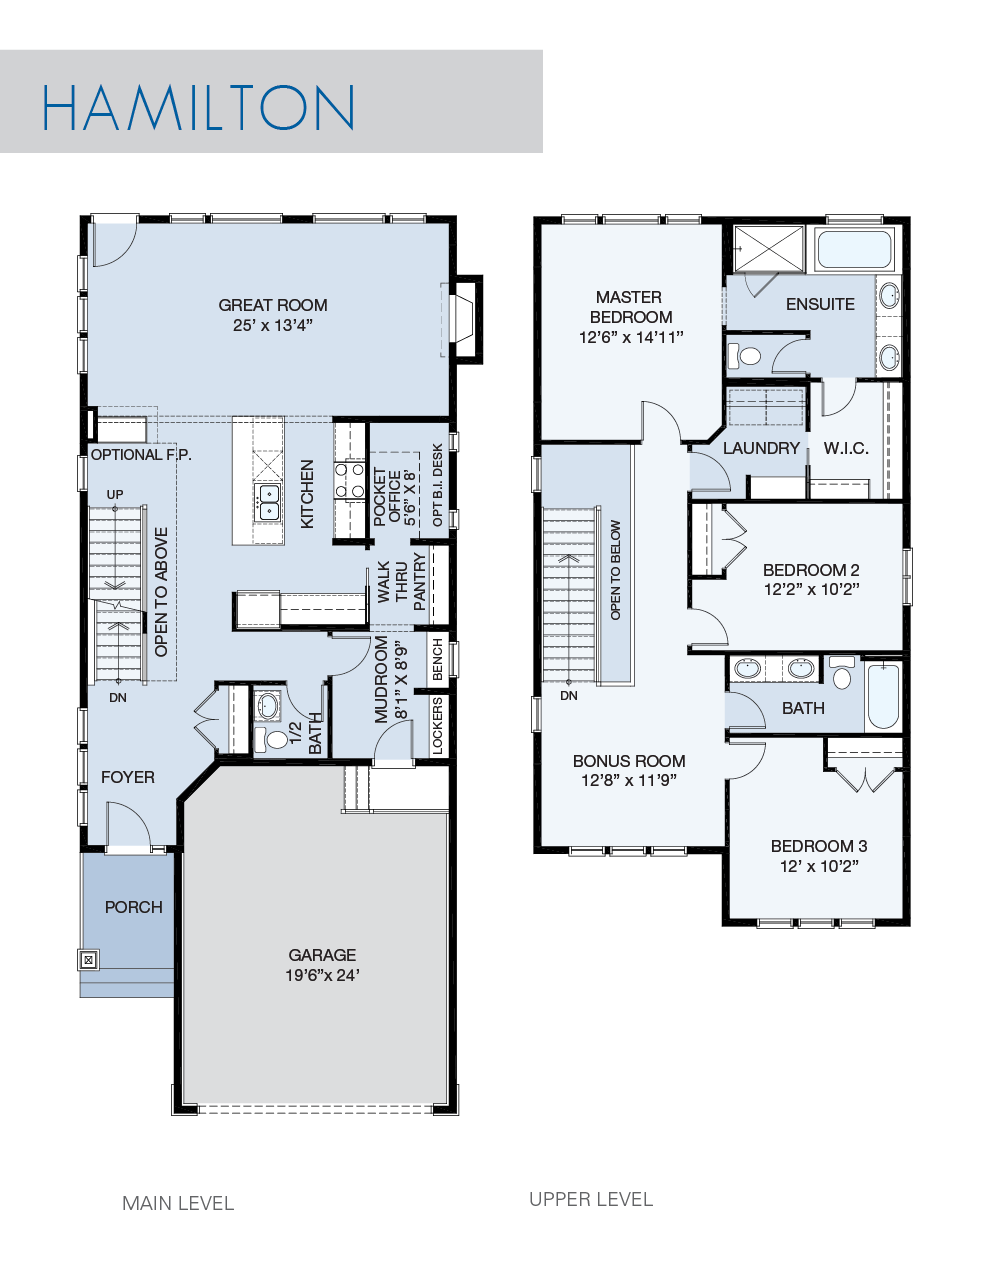 HAMILTON
GREAT ROOM
25’ x 13’4”
OPTIONAL F.P.
UP
OPEN TO ABOVE
DN
KITCHEN
POCKET
OFFICE
5’6” X 8’
OPT B.I. DESK
WALK
THRU
PANTRY
MUDROOM
8’1” X 8’9”
BENCH
LOCKERS
1/2
BATH
FOYER
PORCH
GARAGE
19’6”x 24’
MAIN LEVEL
MASTER
BEDROOM
12’6” x 14’11”
ENSUITE
LAUNDRY
W.I.C.
OPEN TO BELOW
DN
BEDROOM 2
12’2” x 10’2”
BATH
BONUS ROOM
12’8” x 11’9”
BEDROOM 3
12’ x 10’2”
UPPER LEVEL